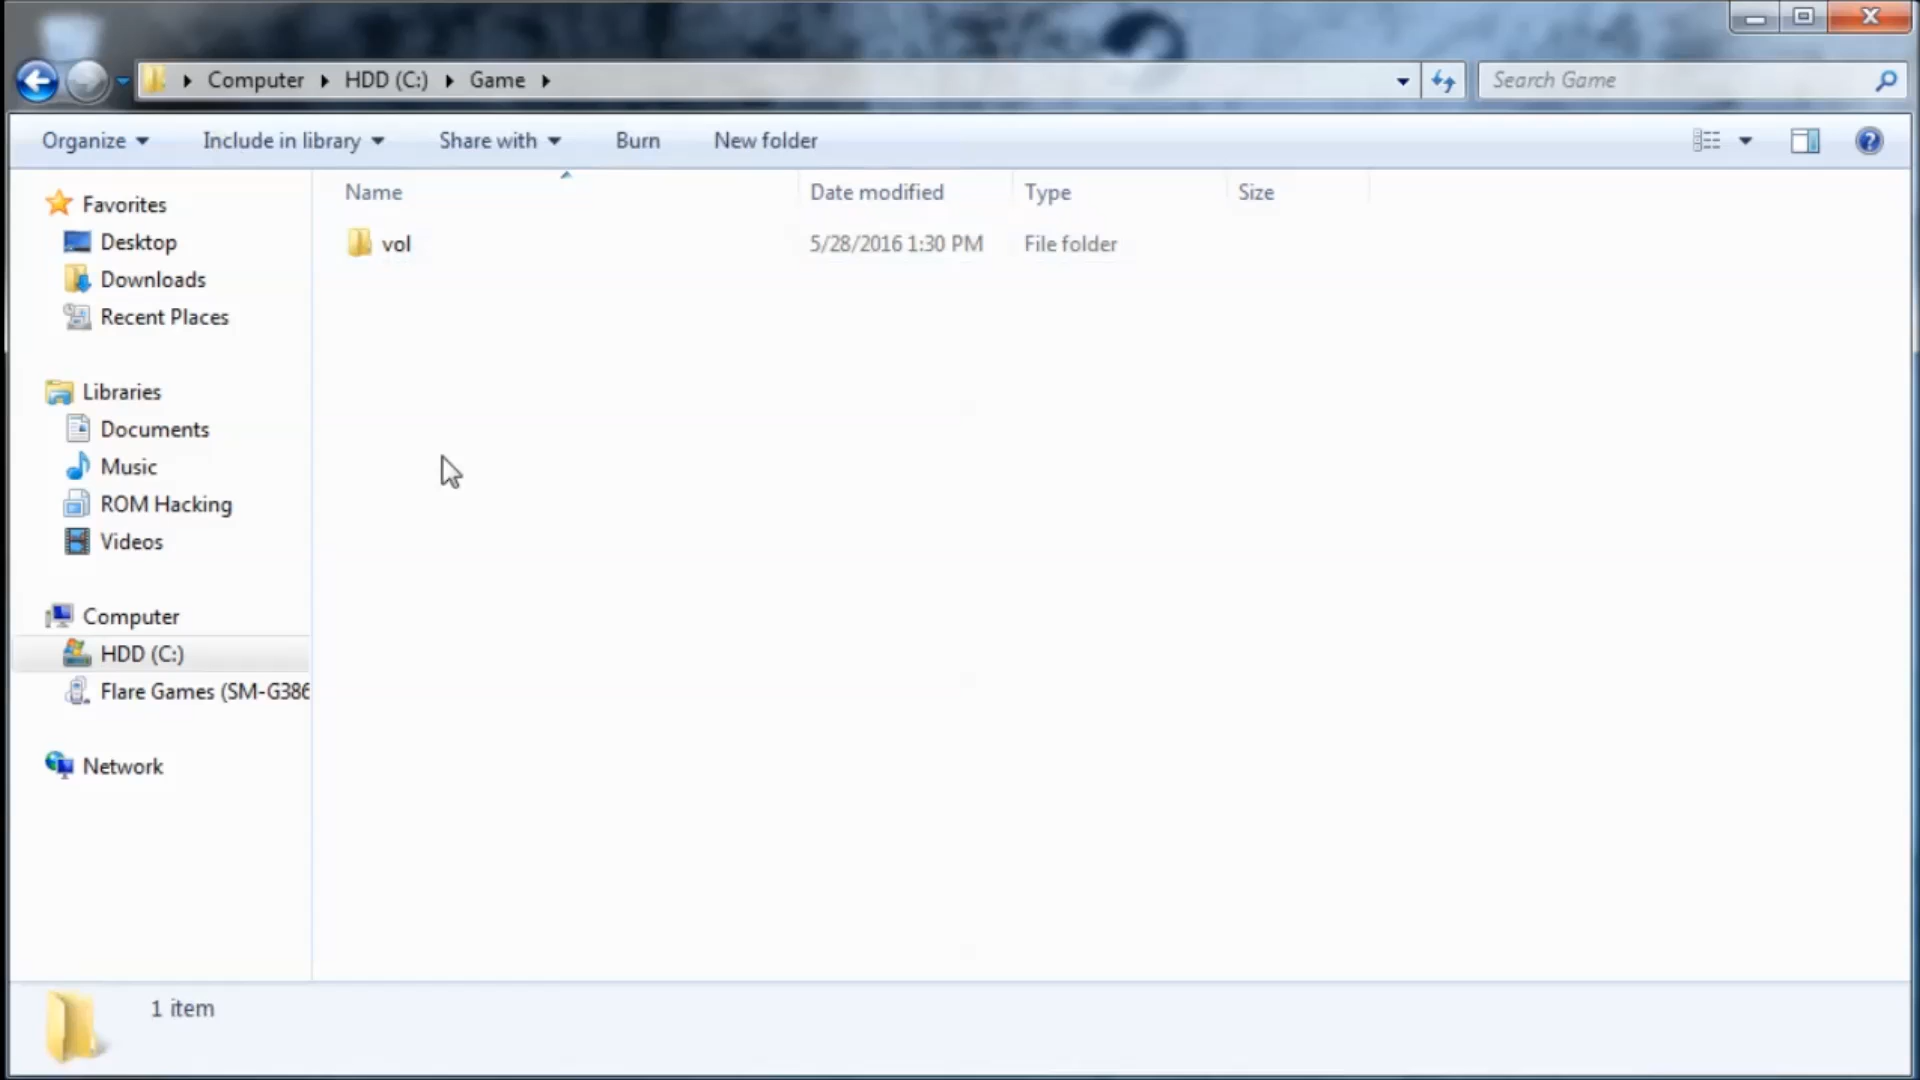 Computer HDD (C:) Game
Search Game
Organize Include in library Share with Burn New folder
Name Date modified Type Size
vol 5/28/2016 1:30 PM File folder
Favorites
Desktop
Downloads
Recent Places
Libraries
Documents
Music
ROM Hacking
Videos
Computer
HDD (C:)
Flare Games (SM-G386
Network
1 item